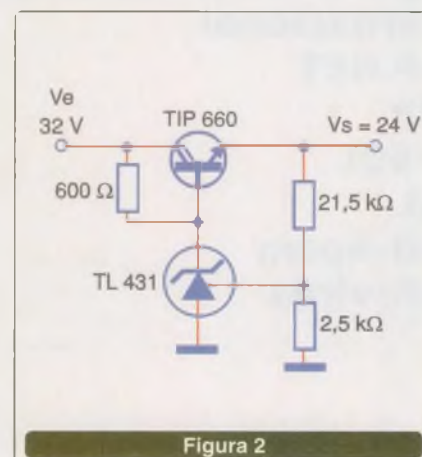 Ve
32 V
TIP 660
Vs = 24 V
600 Ω
21,5 kΩ
TL 431
2,5 kΩ
Figura 2